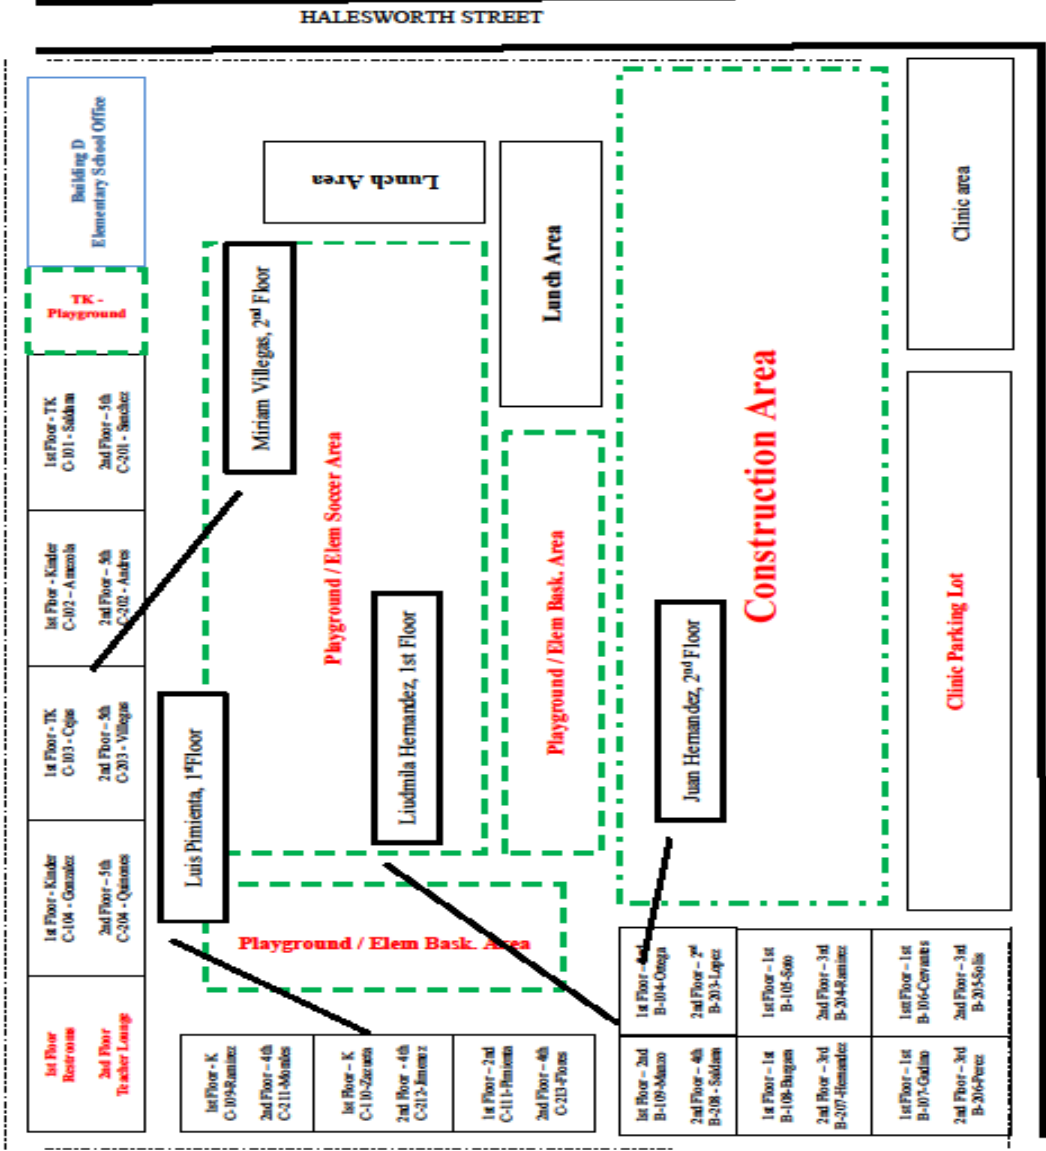 HALESWORTH STREET
Building D
Elementary School Office
Lunch Area
Lunch Area
Clinic area
TK -
Playground
Miriam Villegas, 2nd Floor
1st Floor - TK
C-101 - Saldana
2nd Floor – 5th
C-201 - Sanchez
Playground / Elem Soccer Area
Construction Area
1st Floor - Kinder
C-102 – Amezola
2nd Floor – 5th
C-202 - Andres
Playground / Elem Bask. Area
Clinic Parking Lot
Liudmila Hernandez, 1st Floor
Juan Hernandez, 2nd Floor
1st Floor - TK
C-103 - Cejas
2nd Floor – 5th
C-203 - Villegas
Luis Pimienta, 1st Floor
1st Floor - Kinder
C-104 - Gonzalez
2nd Floor – 5th
C-204 - Quinones
Playground / Elem Bask. Area
1st Floor
Restrooms
2nd Floor
Teacher Lounge
1st Floor –
B-104-Ortega
2nd Floor – 2nd
B-203-Lopez
1st Floor – 1st
B-105-Soto
2nd Floor – 3rd
B-204-Ramirez
1stt Floor – 1st
B-106-Cervantes
2nd Floor – 3rd
B-205-Solis
1st Floor - K
C-109-Ramirez
2nd Floor – 4th
C-211-Morales
1st Floor – K
C-110-Zarazua
2nd Floor - 4th
C-212-Jimenez
1st Floor – 2nd
C-111-Pimienta
2nd Floor – 4th
C-213-Flores
1st Floor – 2nd
B-109-Manzo
2nd Floor – 4th
B-208 - Saldana
1st Floor – 1st
B-108-Burgara
2nd Floor – 3rd
B-207-Hernandez
1st Floor – 1st
B-107-Gudino
2nd Floor – 3rd
B-206-Perez